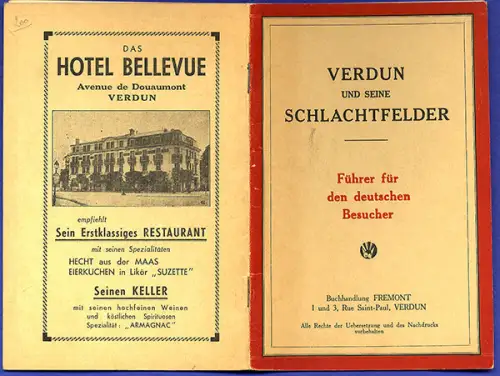 200
DAS
HOTEL BELLEVUE
Avenue de Douaumont
VERDUN
empfiehlt
Sein Erstklassiges RESTAURANT
mit seinen Spezialitäten
HECHT aus der MAAS
EIERKUCHEN in Likör „SUZETTE"
Seinen KELLER
mit seinen hochfeinen Weinen
und köstlichen Spirituosen
Spezialität: „ARMAGNAC"
VERDUN
UND SEINE
SCHLACHTFELDER
Führer für
den deutschen
Besucher
Buchhandlung FREMONT
1 und 3, Rue Saint-Paul, VERDUN
Alle Rechte der Uebersetzung und des Nachdrucks
vorbehalten